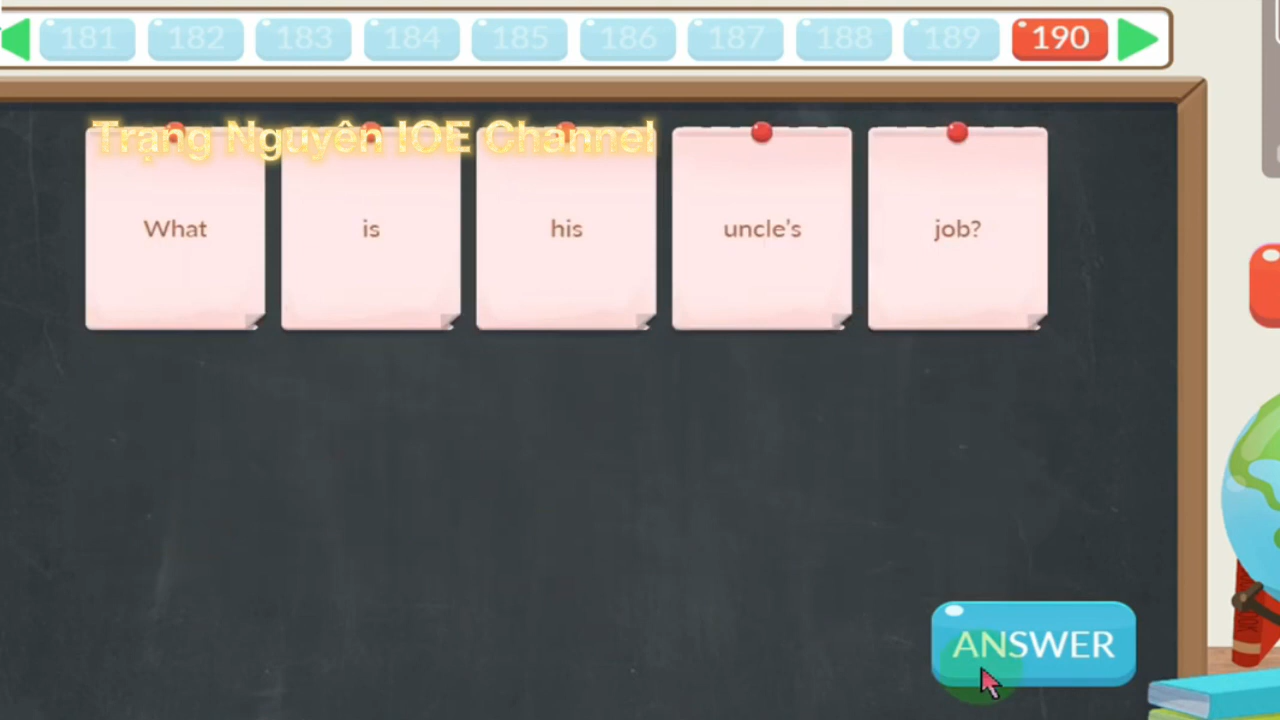 181 182 183 184 185 186 187 188 189 190
Trạng Nguyên IOE Channel
What is his uncle's job?
ANSWER